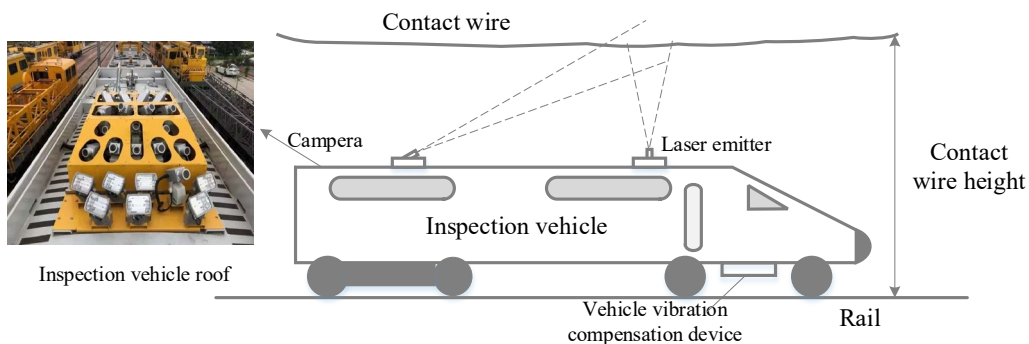 Contact wire
Campera
Laser emitter
Contact
wire height
Inspection vehicle
Inspection vehicle roof
Vehicle vibration
compensation device
Rail